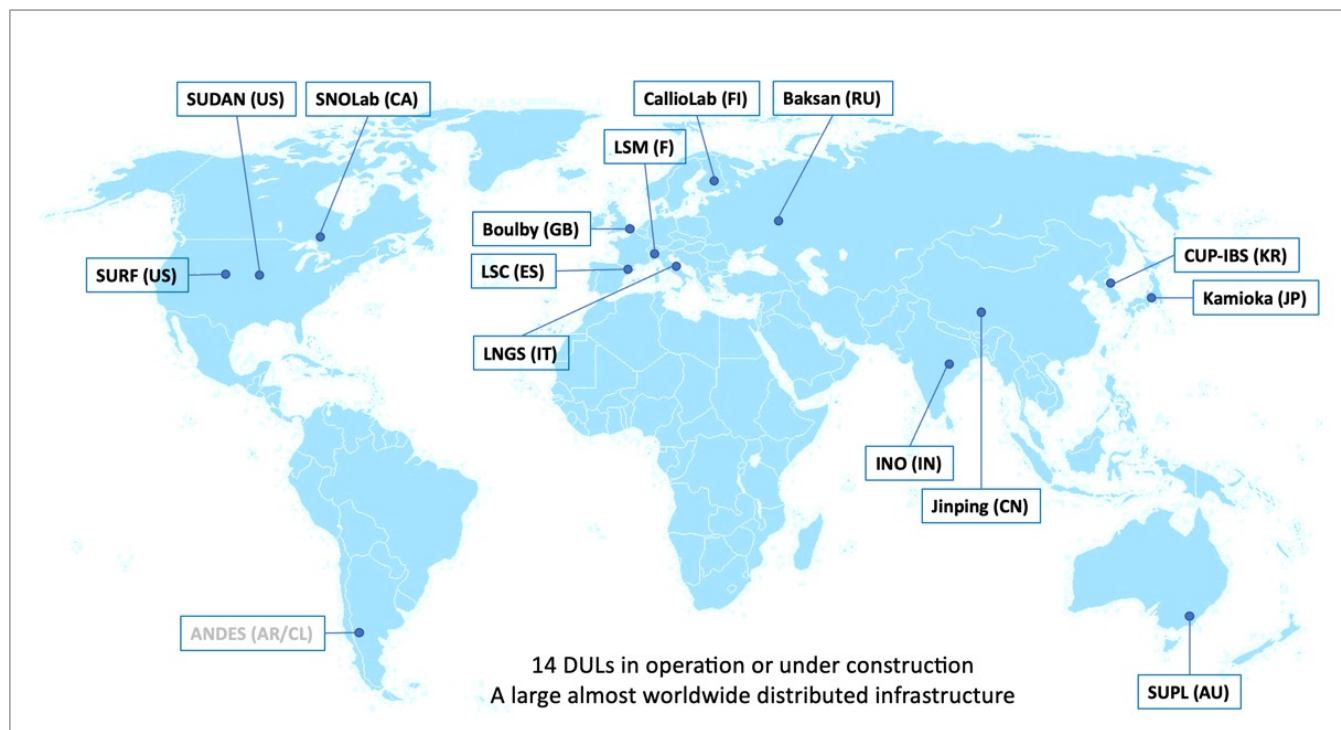 SUDAN (US)
SNOLab (CA)
CallioLab (FI)
Baksan (RU)
LSM (F)
Boulby (GB)
CUP-IBS (KR)
SURF (US)
LSC (ES)
Kamioka (JP)
LNGS (IT)
INO (IN)
Jinping (CN)
ANDES (AR/CL)
14 DULs in operation or under construction
A large almost worldwide distributed infrastructure
SUPL (AU)